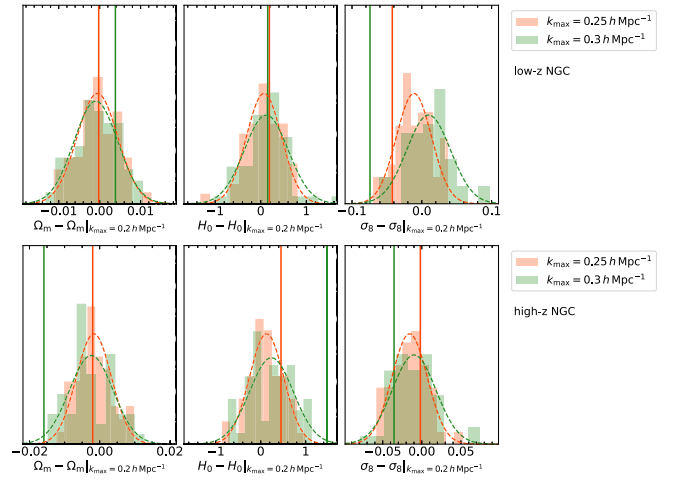 k_max = 0.25 h Mpc⁻¹
k_max = 0.3 h Mpc⁻¹
low-z NGC
−0.01 0.00 0.01
−1 0 1
−0.1 0.0 0.1
Ω_m − Ω_m|k_max = 0.2 h Mpc⁻¹
H_0 − H_0|k_max = 0.2 h Mpc⁻¹
σ_8 − σ_8|k_max = 0.2 h Mpc⁻¹
k_max = 0.25 h Mpc⁻¹
k_max = 0.3 h Mpc⁻¹
high-z NGC
−0.02 0.00 0.02
−1 0 1
−0.05 0.00 0.05
Ω_m − Ω_m|k_max = 0.2 h Mpc⁻¹
H_0 − H_0|k_max = 0.2 h Mpc⁻¹
σ_8 − σ_8|k_max = 0.2 h Mpc⁻¹